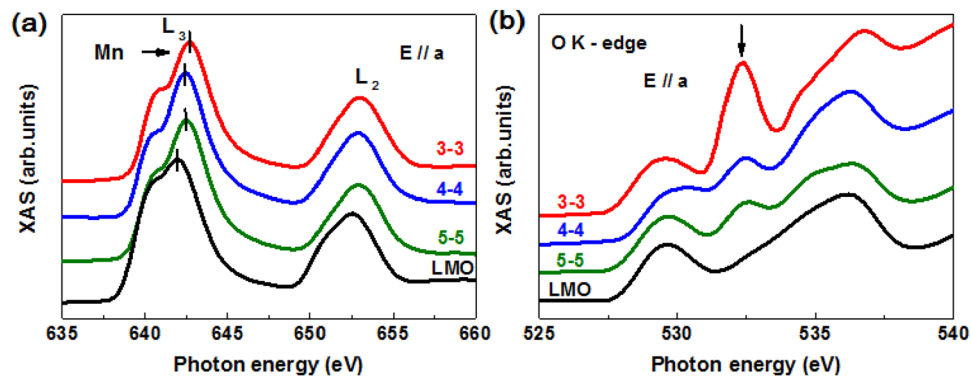 (a)
XAS (arb.units)
Mn
L3
E // a
L2
3-3
4-4
5-5
LMO
635 640 645 650 655 660
Photon energy (eV)
(b)
XAS (arb.units)
O K - edge
E // a
3-3
4-4
5-5
LMO
525 530 535 540
Photon energy (eV)